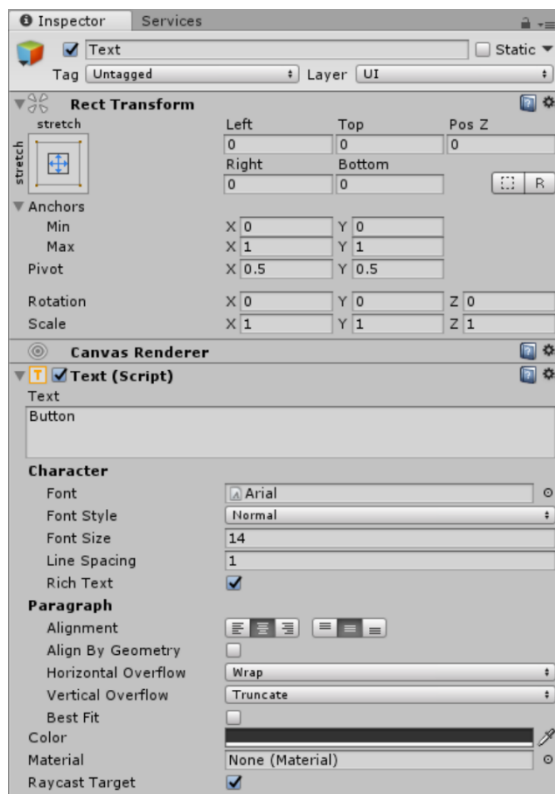 Inspector Services
Text Static
Tag Untagged Layer UI
Rect Transform
stretch Left Top Pos Z
stretch
0 0 0
Right Bottom
0 0 R
Anchors
Min X 0 Y 0
Max X 1 Y 1
Pivot X 0.5 Y 0.5
Rotation X 0 Y 0 Z 0
Scale X 1 Y 1 Z 1
Canvas Renderer
T Text (Script)
Text
Button
Character
Font Arial
Font Style Normal
Font Size 14
Line Spacing 1
Rich Text
Paragraph
Alignment
Align By Geometry
Horizontal Overflow Wrap
Vertical Overflow Truncate
Best Fit
Color
Material None (Material)
Raycast Target